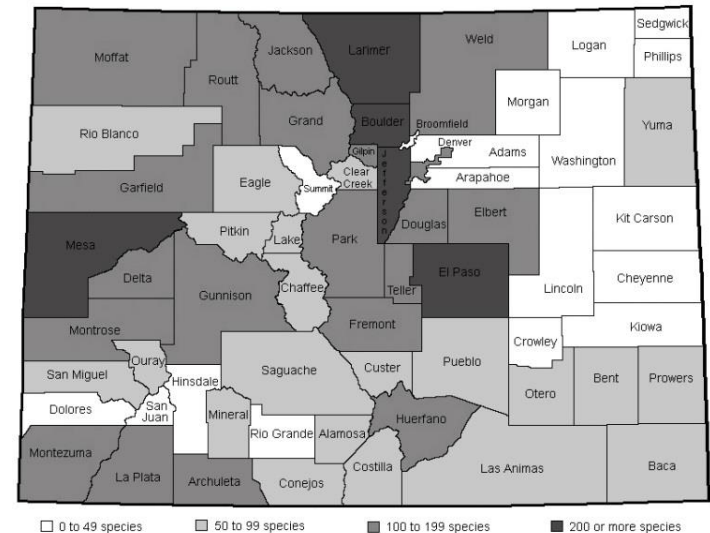 Sedgwick
Jackson
Larimer
Weld
Logan
Phillips
Moffat
Routt
Morgan
Grand
Boulder
Broomfield
Yuma
Rio Blanco
Gilpin
Denver
Adams
Washington
Garfield
Eagle
Summit
Clear
Creek
Jefferson
Arapahoe
Pitkin
Lake
Park
Douglas
Elbert
Kit Carson
Mesa
Delta
Gunnison
Chaffee
Teller
El Paso
Lincoln
Cheyenne
Montrose
Fremont
Crowley
Kiowa
Ouray
San Miguel
Hinsdale
Saguache
Custer
Pueblo
Otero
Bent
Prowers
Dolores
San
Juan
Mineral
Rio Grande
Alamosa
Huerfano
Montezuma
La Plata
Archuleta
Conejos
Costilla
Las Animas
Baca
0 to 49 species
50 to 99 species
100 to 199 species
200 or more species